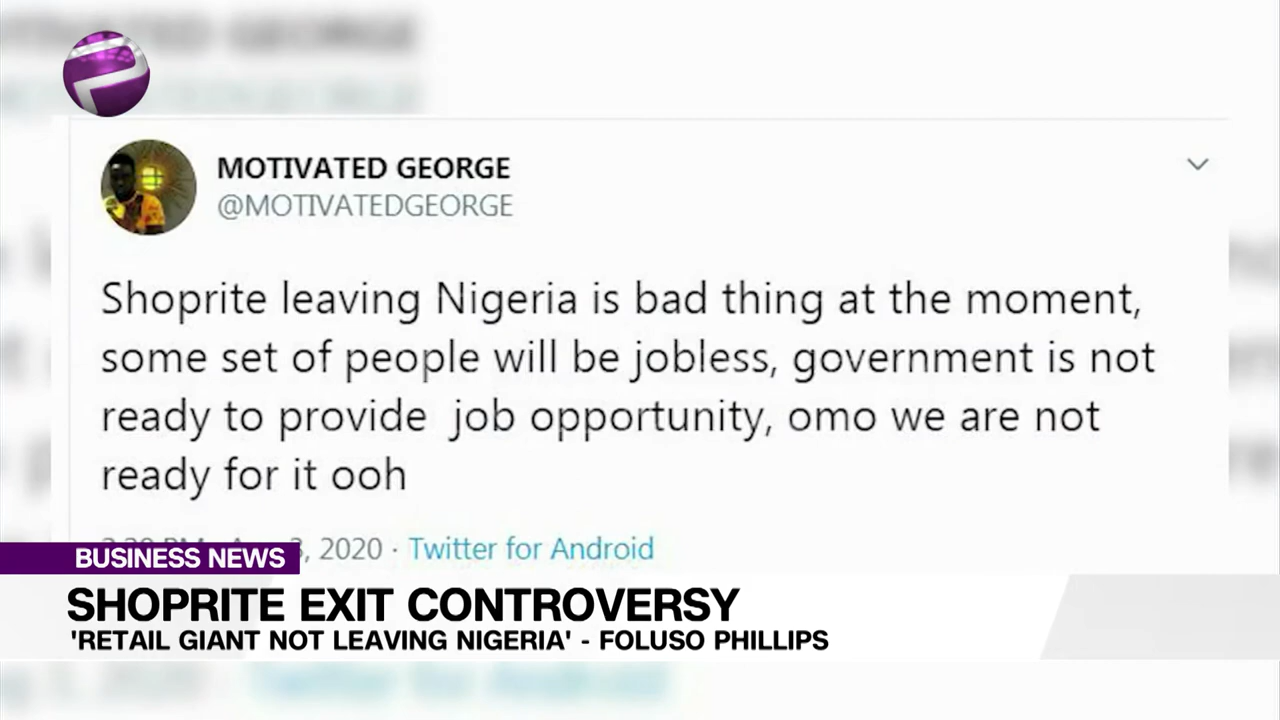 MOTIVATED GEORGE
@MOTIVATEDGEORGE
Shoprite leaving Nigeria is bad thing at the moment,
some set of people will be jobless, government is not
ready to provide  job opportunity, omo we are not
ready for it ooh
3, 2020 · Twitter for Android
BUSINESS NEWS
SHOPRITE EXIT CONTROVERSY
'RETAIL GIANT NOT LEAVING NIGERIA' - FOLUSO PHILLIPS